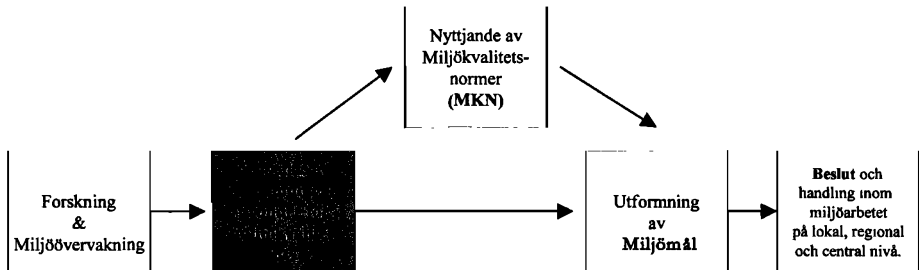 Forskning
&
Miljöövervakning
Nyttjande av
Miljökvalitets-
normer
(MKN)
Utformning
av
Miljömål
Beslut och
handling inom
miljöarbetet
på lokal, regional
och central nivå.